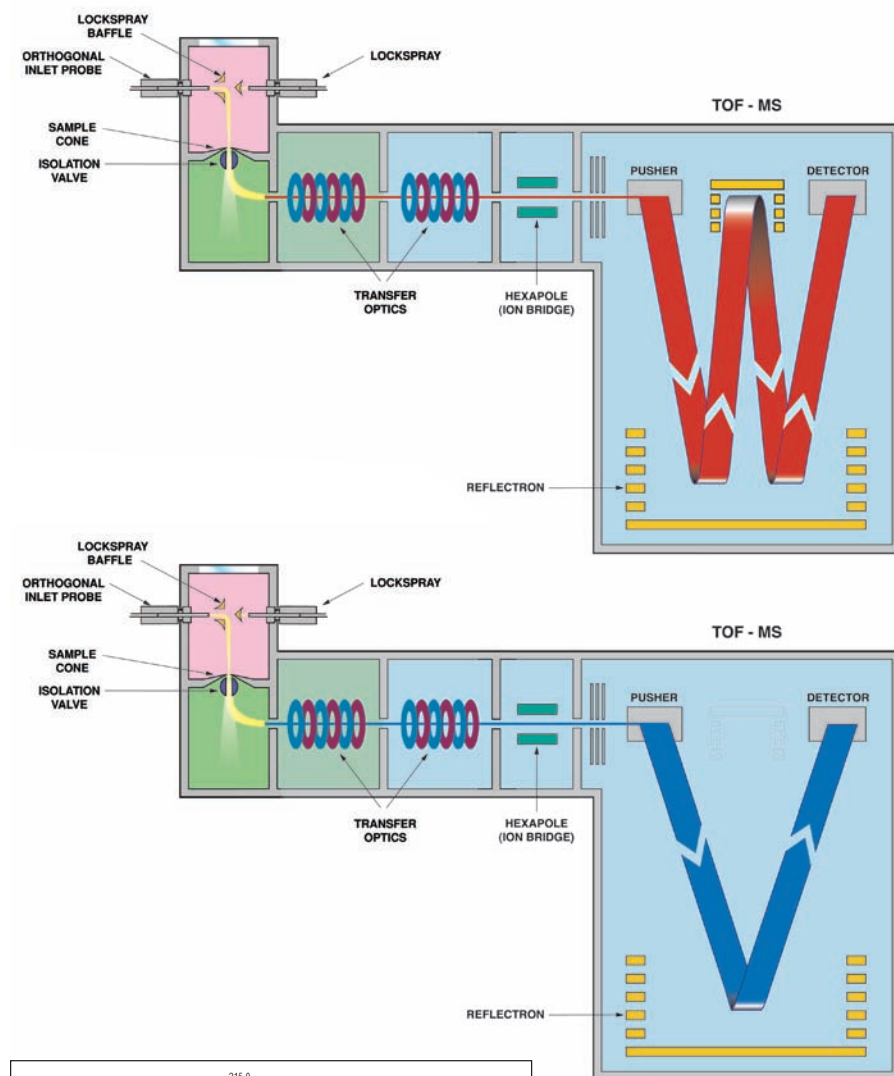 LOCKSPRAY
BAFFLE
ORTHOGONAL
INLET PROBE
LOCKSPRAY
TOF - MS
SAMPLE
CONE
ISOLATION
VALVE
PUSHER
DETECTOR
TRANSFER
OPTICS
HEXAPOLE
(ION BRIDGE)
REFLECTRON
LOCKSPRAY
BAFFLE
ORTHOGONAL
INLET PROBE
LOCKSPRAY
TOF - MS
SAMPLE
CONE
ISOLATION
VALVE
PUSHER
DETECTOR
TRANSFER
OPTICS
HEXAPOLE
(ION BRIDGE)
REFLECTRON